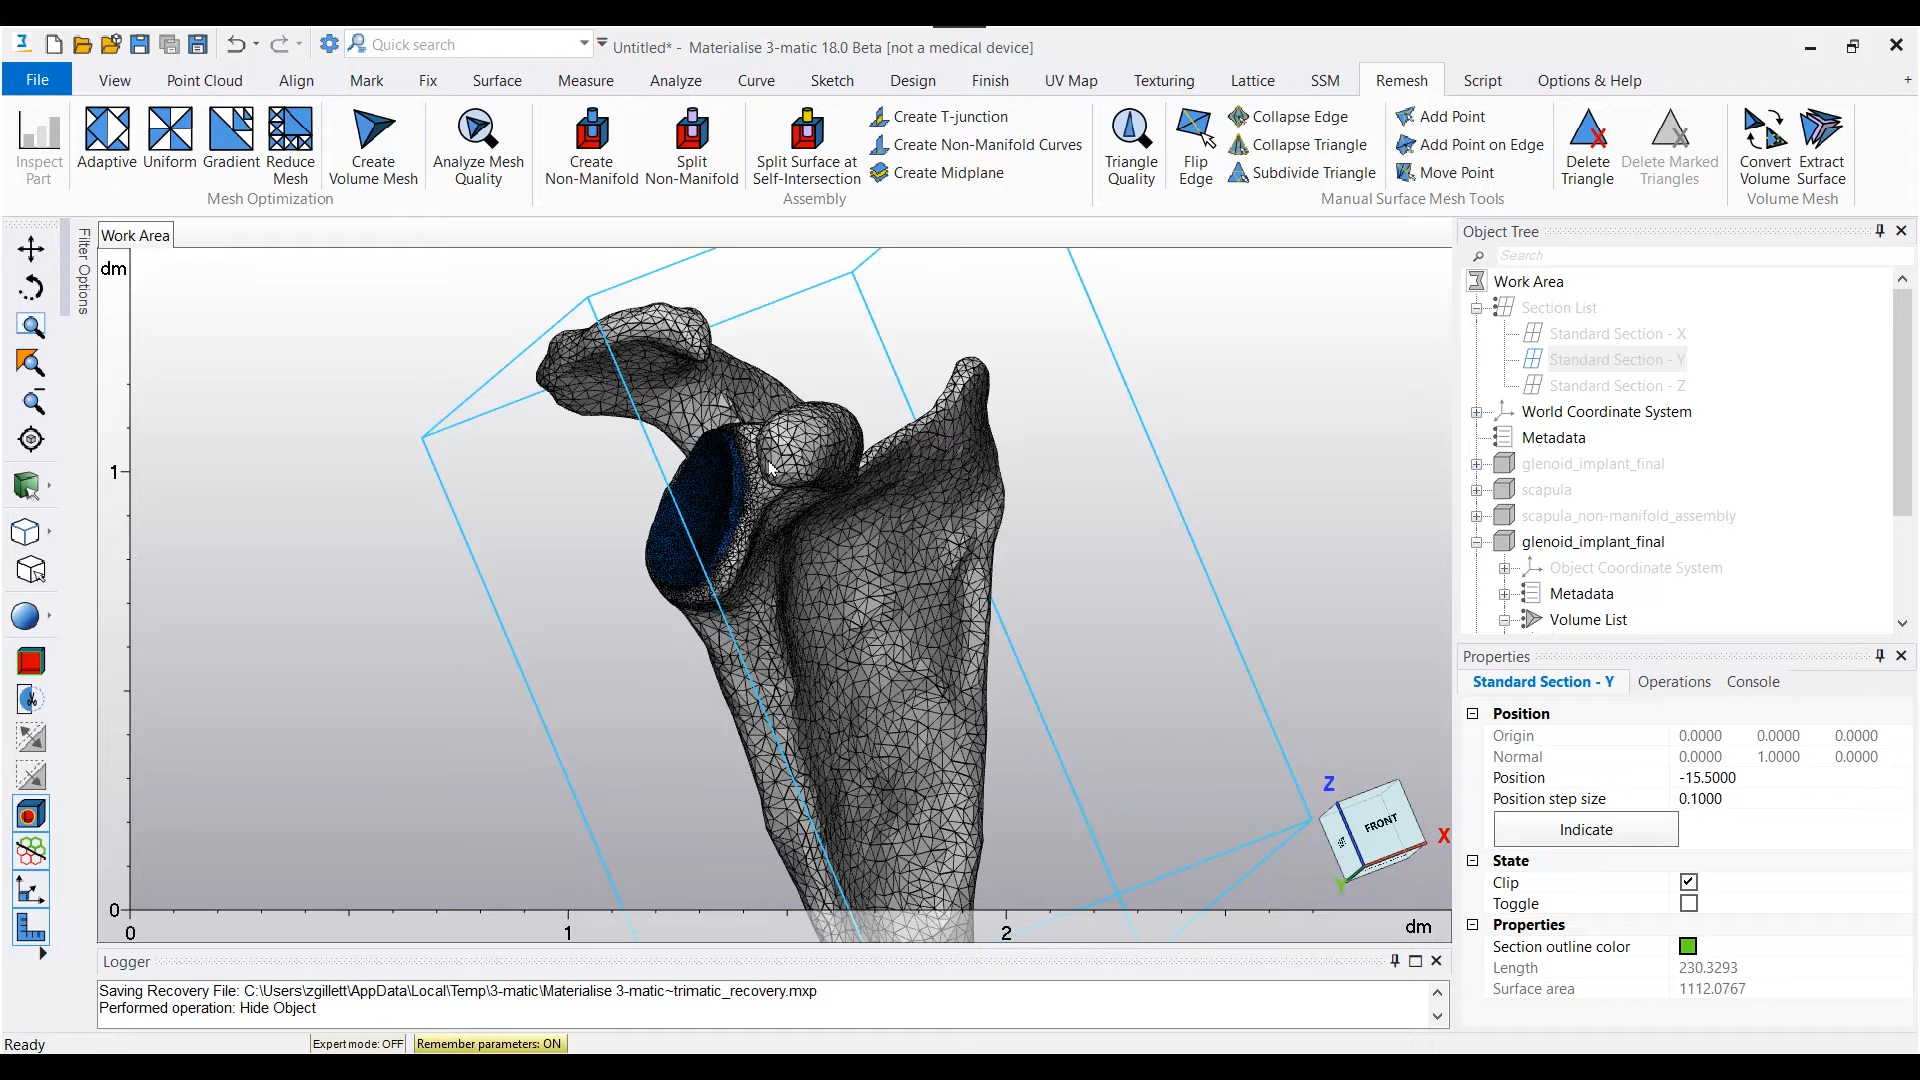 Quick search
Untitled* - Materialise 3-matic 18.0 Beta [not a medical device]
File View Point Cloud Align Mark Fix Surface Measure Analyze Curve Sketch Design Finish UV Map Texturing Lattice SSM Remesh Script Options & Help
Inspect Part
Adaptive
Uniform
Gradient
Reduce Mesh
Mesh Optimization
Create Volume Mesh
Analyze Mesh Quality
Create Non-Manifold
Split Non-Manifold
Split Surface at Self-Intersection
Create T-junction
Create Non-Manifold Curves
Create Midplane
Assembly
Triangle Quality
Flip Edge
Collapse Edge
Collapse Triangle
Subdivide Triangle
Add Point
Add Point on Edge
Move Point
Delete Triangle
Delete Marked Triangles
Manual Surface Mesh Tools
Convert Volume
Extract Surface
Volume Mesh
Filter Options
Work Area
dm
1
0
0 1 2 dm
Z
X
Y
FRONT
Object Tree
Search
Work Area
Section List
Standard Section - X
Standard Section - Y
Standard Section - Z
World Coordinate System
Metadata
glenoid_implant_final
scapula
scapula_non-manifold_assembly
glenoid_implant_final
Object Coordinate System
Metadata
Volume List
Properties
Standard Section - Y Operations Console
Position
Origin 0.0000 0.0000 0.0000
Normal 0.0000 1.0000 0.0000
Position -15.5000
Position step size 0.1000
Indicate
State
Clip
Toggle
Properties
Section outline color
Length 230.3293
Surface area 1112.0767
Logger
Saving Recovery File: C:\Users\zgillett\AppData\Local\Temp\3-matic\Materialise 3-matic~trimatic_recovery.mxp
Performed operation: Hide Object
Ready
Expert mode: OFF
Remember parameters: ON